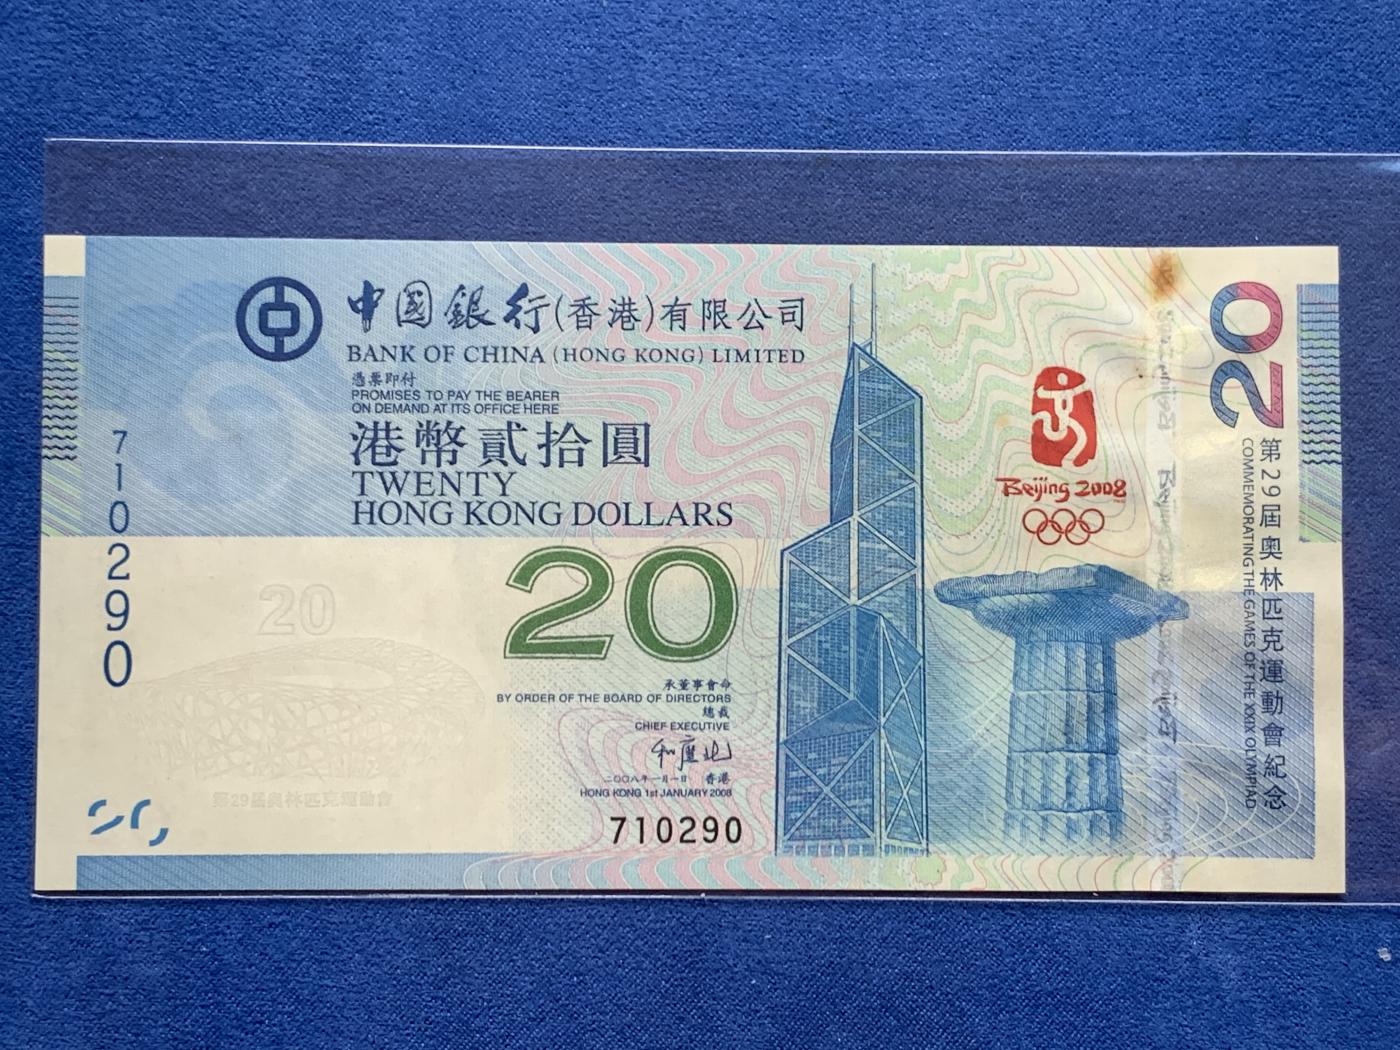 中國銀行(香港)有限公司
BANK OF CHINA (HONG KONG) LIMITED
憑票即付
PROMISES TO PAY THE BEARER
ON DEMAND AT ITS OFFICE HERE
港幣貳拾圓
TWENTY
HONG KONG DOLLARS
20
710290
20
第29届奥林匹克運動會
承董事會命
BY ORDER OF THE BOARD OF DIRECTORS
總裁
CHIEF EXECUTIVE
二〇〇八年一月一日 香港
HONG KONG 1st JANUARY 2008
710290
Beijing 2008
20
第29屆奧林匹克運動會紀念
COMMEMORATING THE GAMES OF THE XXIX OLYMPIAD